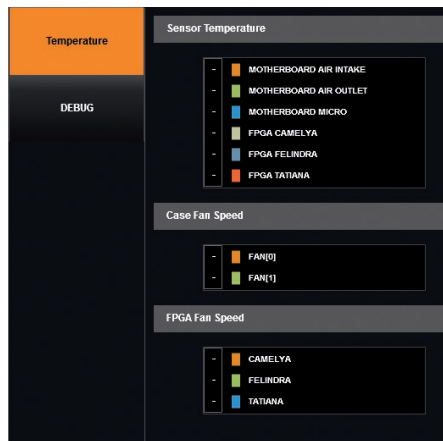 Temperature
DEBUG
Sensor Temperature
- MOTHERBOARD AIR INTAKE
- MOTHERBOARD AIR OUTLET
- MOTHERBOARD MICRO
- FPGA CAMELYA
- FPGA FELINDRA
- FPGA TATIANA
Case Fan Speed
- FAN[0]
- FAN[1]
FPGA Fan Speed
- CAMELYA
- FELINDRA
- TATIANA